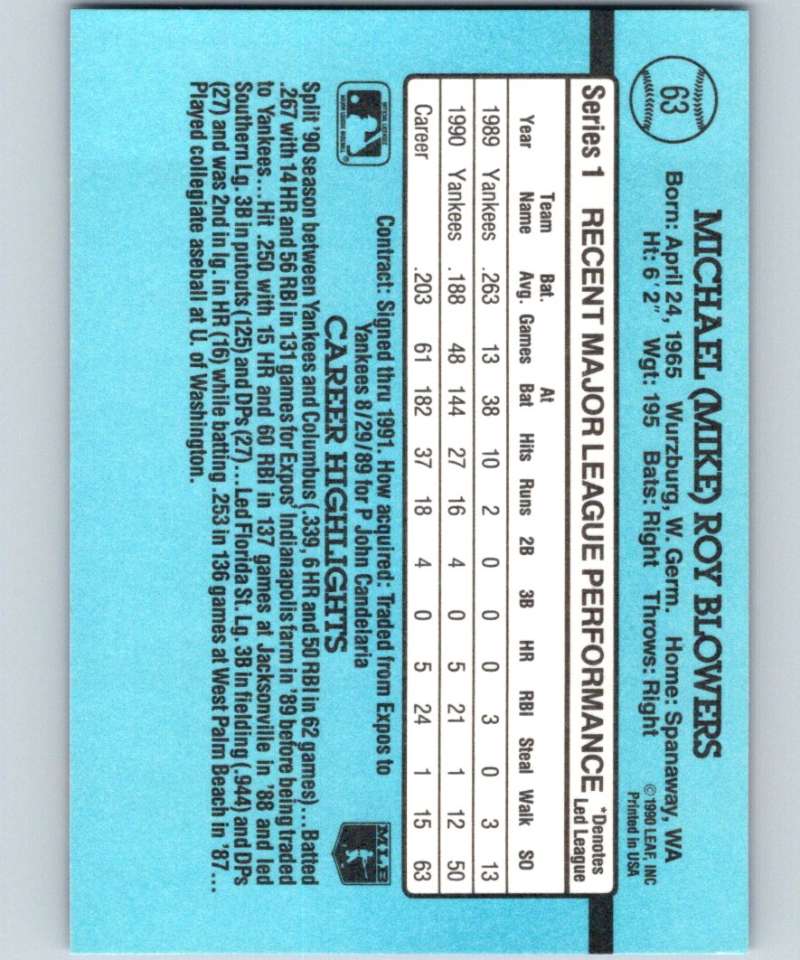 63
MICHAEL (MIKE) ROY BLOWERS
Born: April 24, 1965 Wurzburg, W. Germ. Home: Spanaway, WA
Ht: 6' 2" Wgt: 195 Bats: Right Throws: Right
© 1990 LEAF, INC
Printed in USA
Series 1 RECENT MAJOR LEAGUE PERFORMANCE *Denotes Led League
Year Team Name Bat. Avg. Games At Bat Hits Runs 2B 3B HR RBI Steal Walk SO
1989 Yankees .263 13 38 10 2 0 0 0 3 0 3 13
1990 Yankees .188 48 144 27 16 4 0 5 21 1 12 50
Career .203 61 182 37 18 4 0 5 24 1 15 63
Contract: Signed thru 1991. How acquired: Traded from Expos to
Yankees 8/29/89 for P John Candelaria
CAREER HIGHLIGHTS
MLB
Split '90 season between Yankees and Columbus (.339, 6 HR and 50 RBI in 62 games)...Batted
.267 with 14 HR and 56 RBI in 131 games for Expos' Indianapolis farm in '89 before being traded
to Yankees...Hit .250 with 15 HR and 60 RBI in 137 games at Jacksonville in '88 and led
Southern Lg. 3B in putouts (125) and DPs (27)...Led Florida St. Lg. 3B in fielding (.944) and DPs
(27) and was 2nd in lg. in HR (16) while batting .253 in 136 games at West Palm Beach in '87...
Played collegiate aseball at U. of Washington.